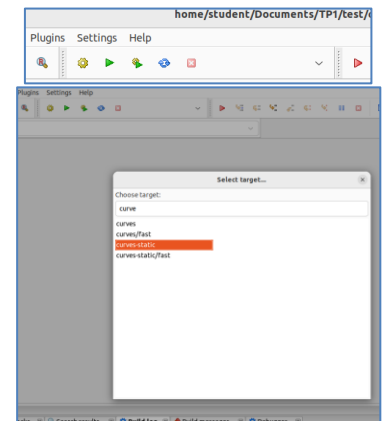 home/student/Documents/TP1/test/
Plugins Settings Help
Plugins Settings Help
Select target...
Choose target:
curve
curves
curves/fast
curves-static
curves-static/fast
Build log